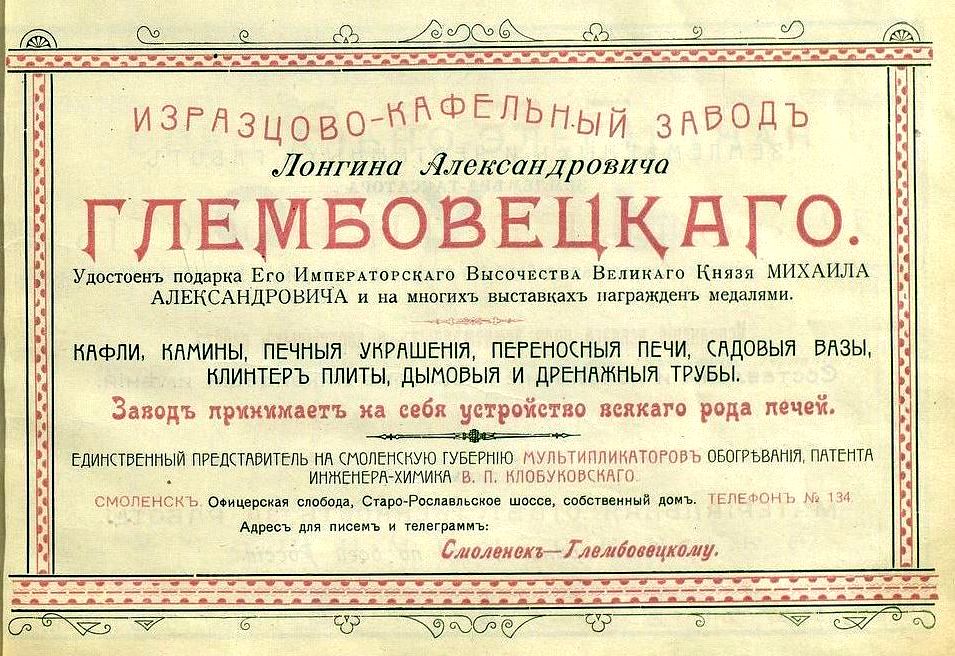 ИЗРАЗЦОВО-КАФЕЛЬНЫЙ ЗАВОДЪ
Лонгина Александровича
ГЛЕМБОВЕЦКАГО.
Удостоенъ подарка Его Императорскаго Высочества Великаго Князя МИХАИЛА
АЛЕКСАНДРОВИЧА и на многихъ выставкахъ награжденъ медалями.
КАФЛИ, КАМИНЫ, ПЕЧНЫЯ УКРАШЕНІЯ, ПЕРЕНОСНЫЯ ПЕЧИ, САДОВЫЯ ВАЗЫ,
КЛИНТЕРЪ ПЛИТЫ, ДЫМОВЫЯ И ДРЕНАЖНЫЯ ТРУБЫ.
Заводъ принимаетъ на себя устройство всякаго рода печей.
ЕДИНСТВЕННЫЙ ПРЕДСТАВИТЕЛЬ НА СМОЛЕНСКУЮ ГУБЕРНІЮ МУЛЬТИПЛИКАТОРОВЪ ОБОГРѢВАНІЯ, ПАТЕНТА
ИНЖЕНЕРА-ХИМИКА В. П. КЛОБУКОВСКАГО.
СМОЛЕНСКЪ. Офицерская слобода, Старо-Рославльское шоссе, собственный домъ. ТЕЛЕФОНЪ № 134
Адресъ для писемъ и телеграммъ:
Смоленскъ—Глембовецкому.